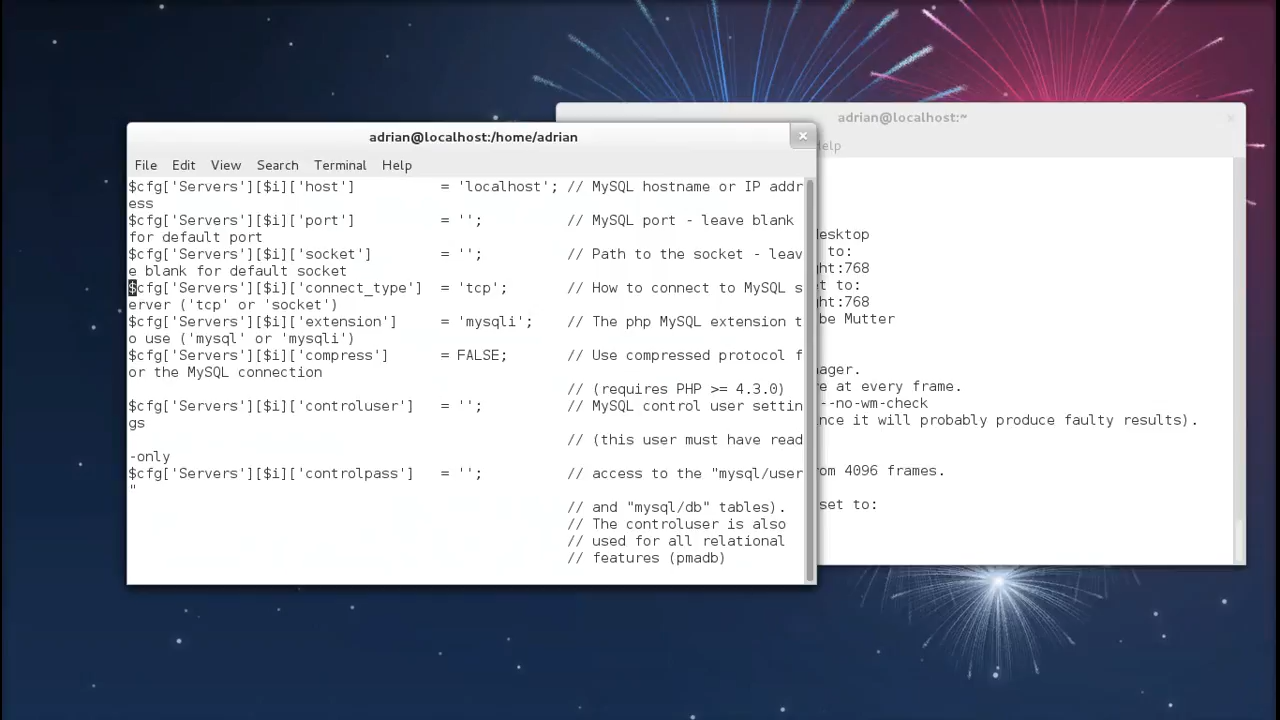 adrian@localhost:~
Help
adrian@localhost:/home/adrian
File Edit View Search Terminal Help
$cfg['Servers'][$i]['host'] = 'localhost'; // MySQL hostname or IP addr
ess
$cfg['Servers'][$i]['port'] = ''; // MySQL port - leave blank
for default port
$cfg['Servers'][$i]['socket'] = ''; // Path to the socket - leav
e blank for default socket
$cfg['Servers'][$i]['connect_type'] = 'tcp'; // How to connect to MySQL s
erver ('tcp' or 'socket')
$cfg['Servers'][$i]['extension'] = 'mysqli'; // The php MySQL extension t
o use ('mysql' or 'mysqli')
$cfg['Servers'][$i]['compress'] = FALSE; // Use compressed protocol f
or the MySQL connection
// (requires PHP >= 4.3.0)
$cfg['Servers'][$i]['controluser'] = ''; // MySQL control user settin
gs
// (this user must have read
-only
$cfg['Servers'][$i]['controlpass'] = ''; // access to the "mysql/user
"
// and "mysql/db" tables).
// The controluser is also
// used for all relational
// features (pmadb)
desktop
to:
ght:768
et to:
ght:768
be Mutter
ager.
re at every frame.
--no-wm-check
nce it will probably produce faulty results).
om 4096 frames.
set to: